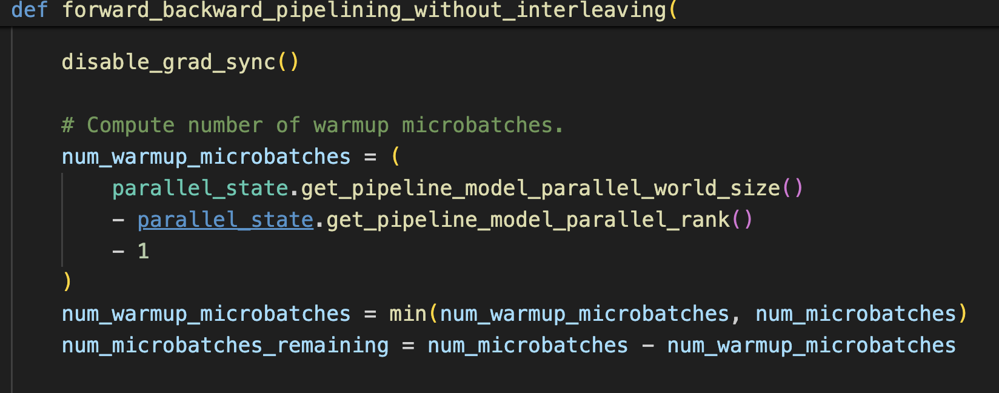 def forward_backward_pipelining_without_interleaving(
disable_grad_sync()
# Compute number of warmup microbatches.
num_warmup_microbatches = (
parallel_state.get_pipeline_model_parallel_world_size()
- parallel_state.get_pipeline_model_parallel_rank()
- 1
)
num_warmup_microbatches = min(num_warmup_microbatches, num_microbatches)
num_microbatches_remaining = num_microbatches - num_warmup_microbatches